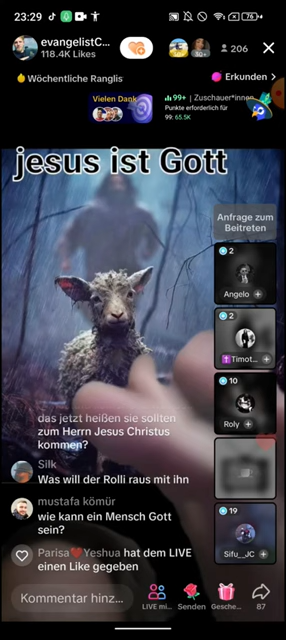 23:29
76
evangelistC...
118.4K Likes
30+
206
Wöchentliche Ranglis
Erkunden >
Vielen Dank
99+ | Zuschauer*innen
Punkte erforderlich für
99: 65.5K
jesus ist Gott
Anfrage zum
Beitreten
2
Angelo +
2
Timot... +
10
Roly +
19
Sifu__JC +
das jetzt heißen sie sollten
zum Herrn Jesus Christus
kommen?
Silk
Was will der Rolli raus mit ihn
mustafa kömür
wie kann ein Mensch Gott
sein?
Parisa❤️Yeshua hat dem LIVE
einen Like gegeben
Kommentar hinz...
LIVE mi...
Senden
Gesche...
87